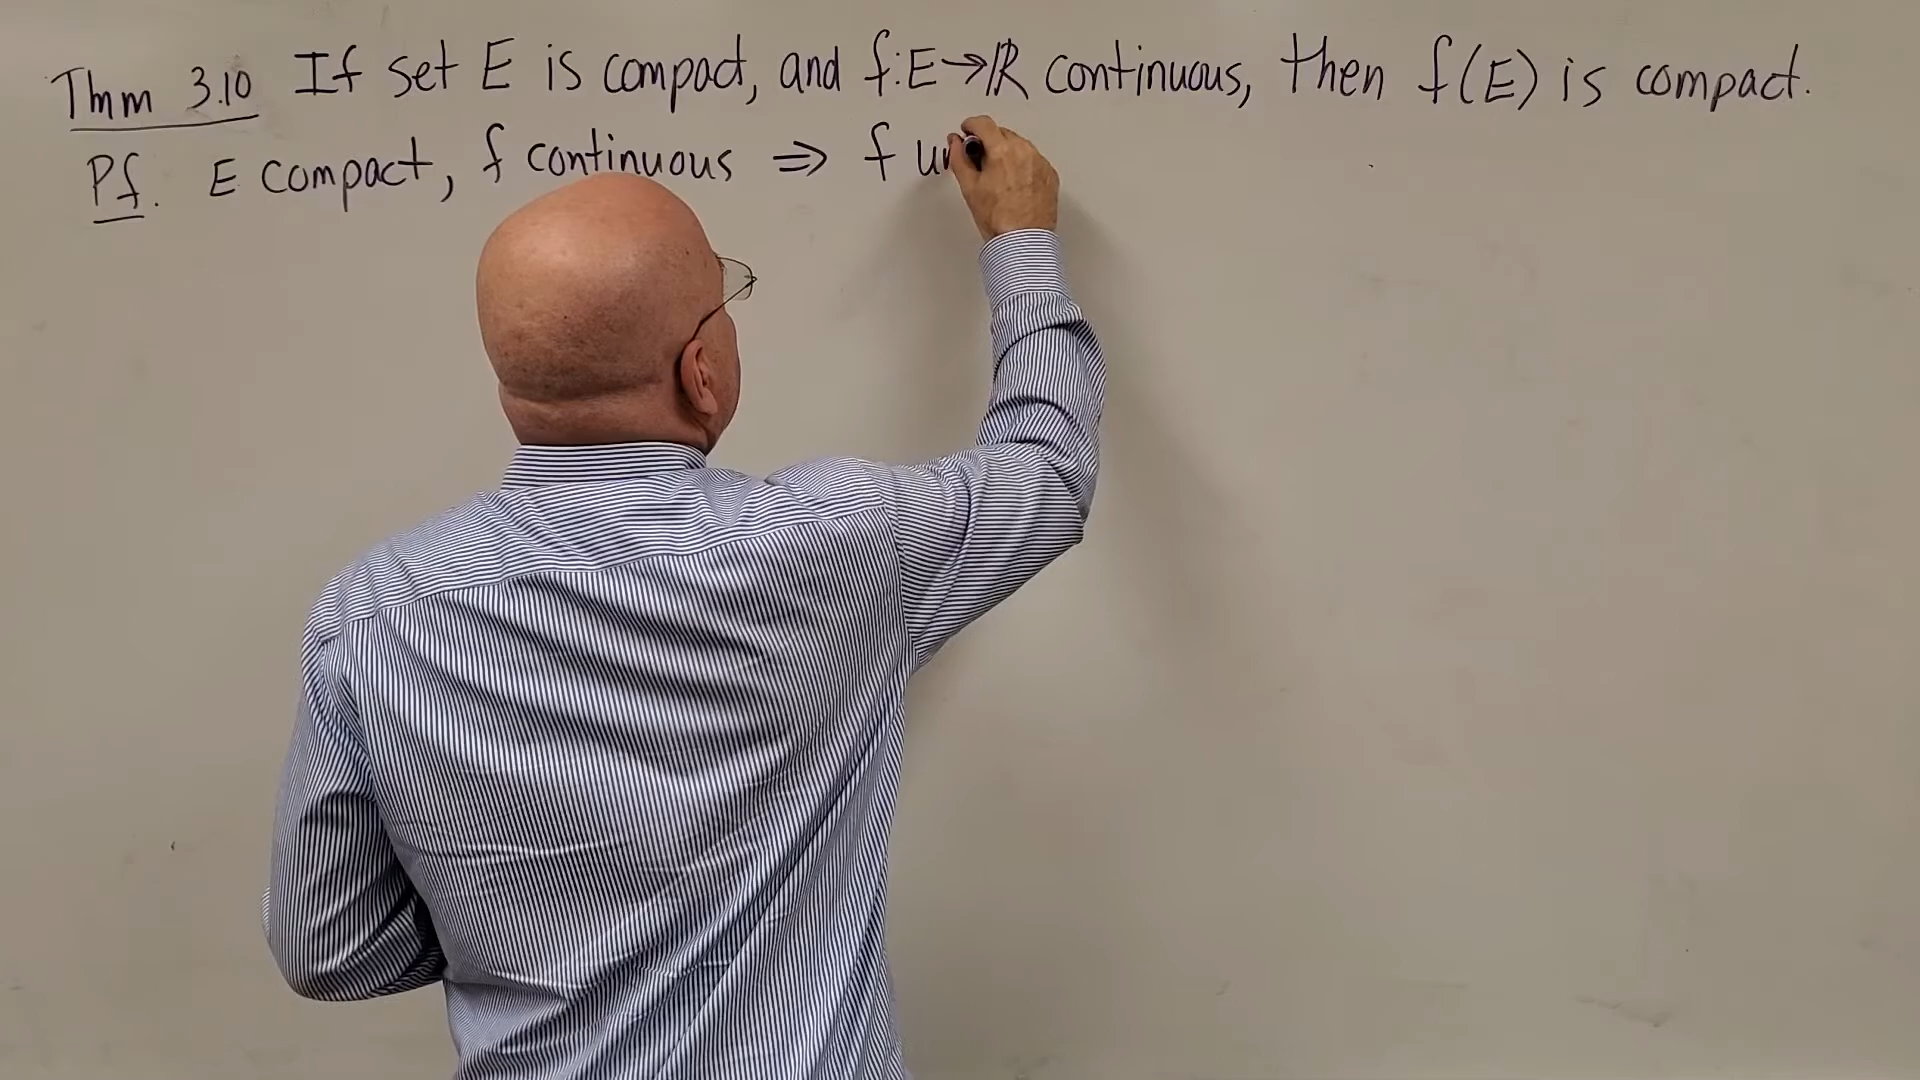 Thm 3.10 If set E is compact, and f:E→ℝ continuous, then f(E) is compact.
Pf. E compact, f continuous ⇒ f un